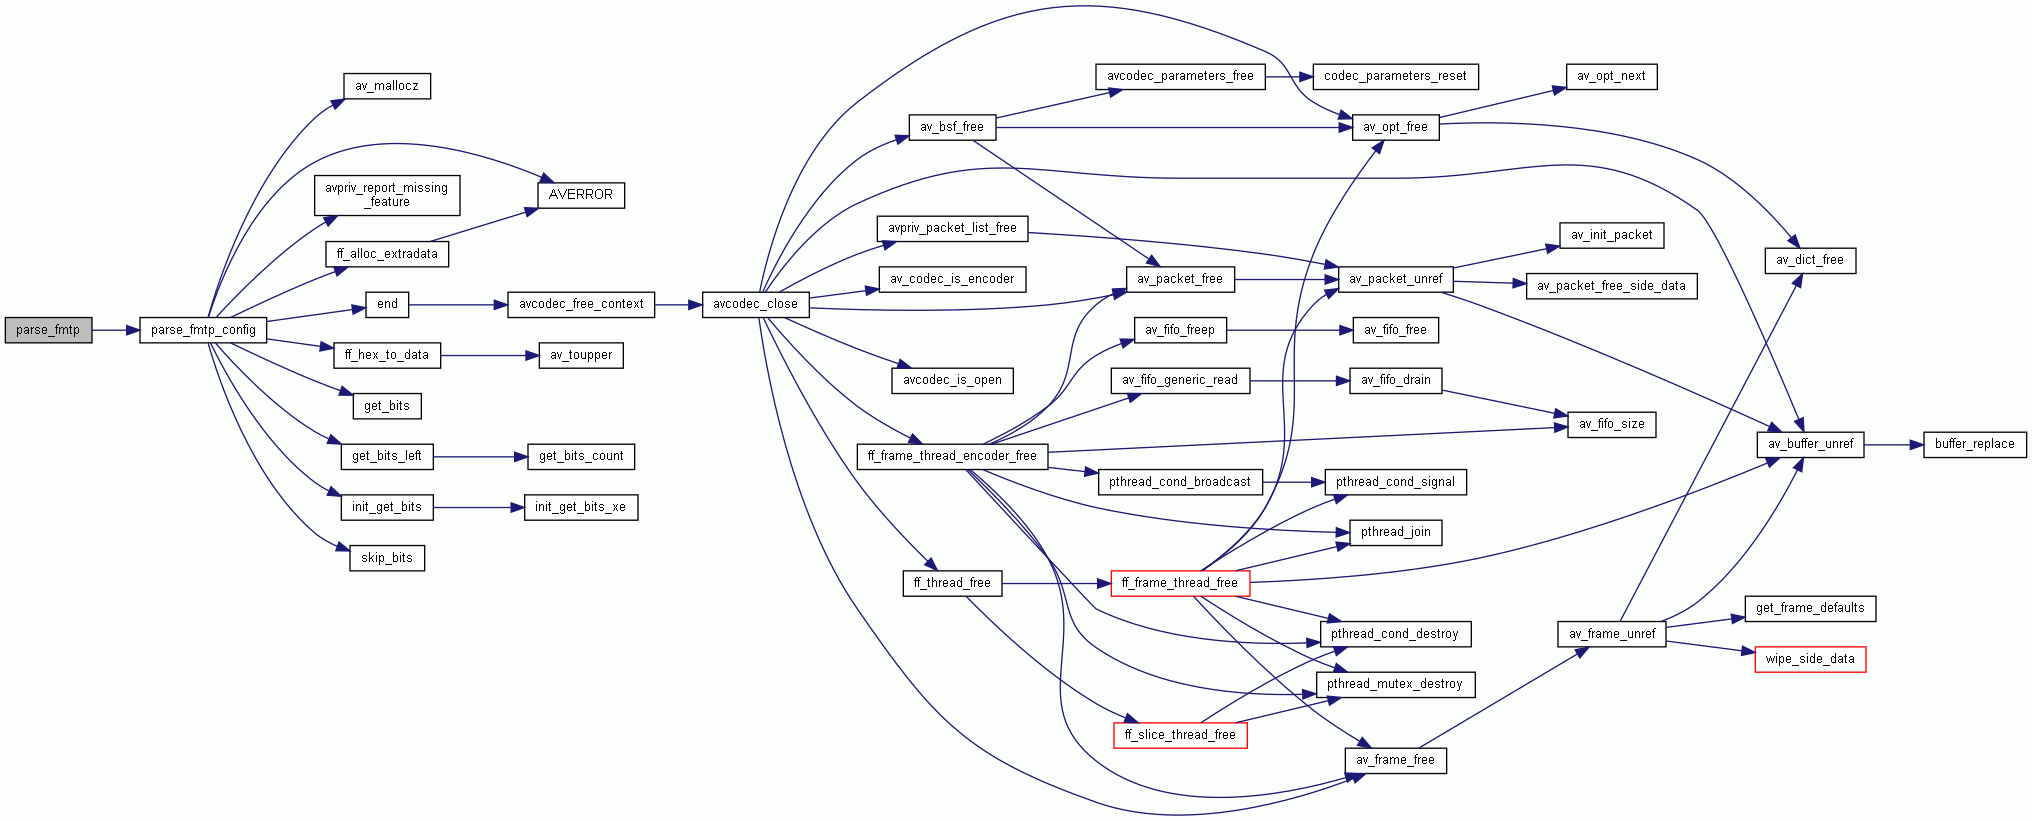 parse_fmtp
parse_fmtp_config
av_mallocz
avpriv_report_missing
_feature
ff_alloc_extradata
end
ff_hex_to_data
get_bits
get_bits_left
init_get_bits
skip_bits
AVERROR
avcodec_free_context
av_toupper
get_bits_count
init_get_bits_xe
avcodec_close
av_bsf_free
avpriv_packet_list_free
av_codec_is_encoder
avcodec_is_open
ff_frame_thread_encoder_free
ff_thread_free
avcodec_parameters_free
av_packet_free
av_fifo_freep
av_fifo_generic_read
pthread_cond_broadcast
ff_frame_thread_free
ff_slice_thread_free
codec_parameters_reset
av_opt_free
av_packet_unref
av_fifo_free
av_fifo_drain
pthread_cond_signal
pthread_join
pthread_cond_destroy
pthread_mutex_destroy
av_frame_free
av_opt_next
av_init_packet
av_packet_free_side_data
av_fifo_size
av_frame_unref
av_dict_free
av_buffer_unref
get_frame_defaults
wipe_side_data
buffer_replace